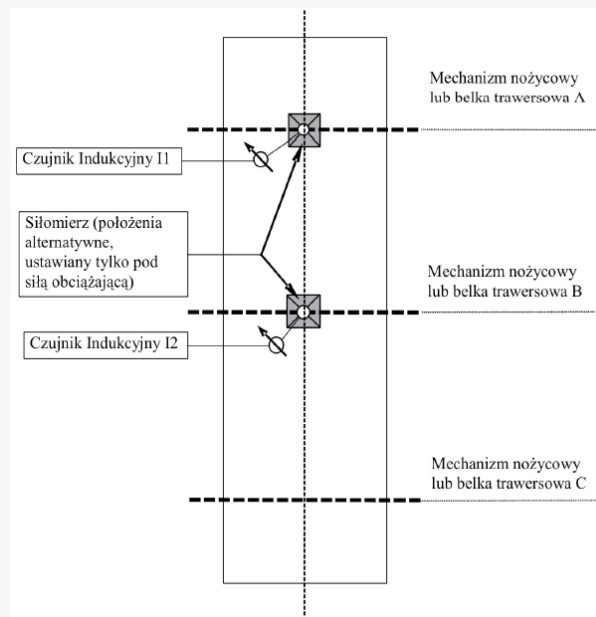 Mechanizm nożycowy
lub belka trawersowa A
Czujnik Indukcyjny I1
Siłomierz (położenia
alternatywne,
ustawiany tylko pod
siłą obciążającą)
Mechanizm nożycowy
lub belka trawersowa B
Czujnik Indukcyjny I2
Mechanizm nożycowy
lub belka trawersowa C